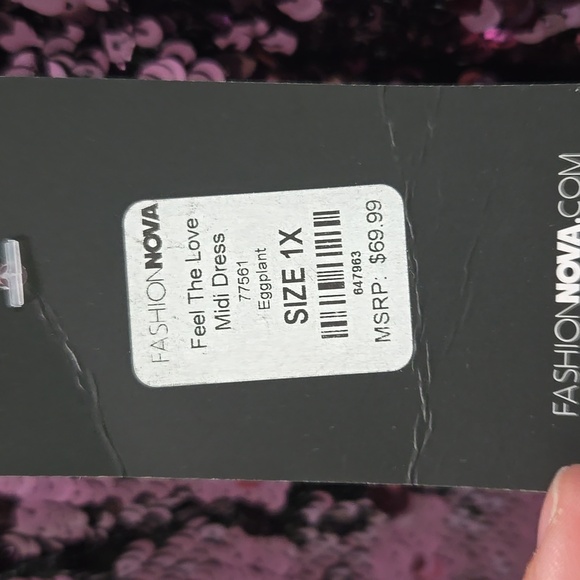 FASHIONNOVA
Feel The Love
Midi Dress
77561
Eggplant
SIZE 1X
647963
MSRP: $69.99
FASHIONNOVA.COM